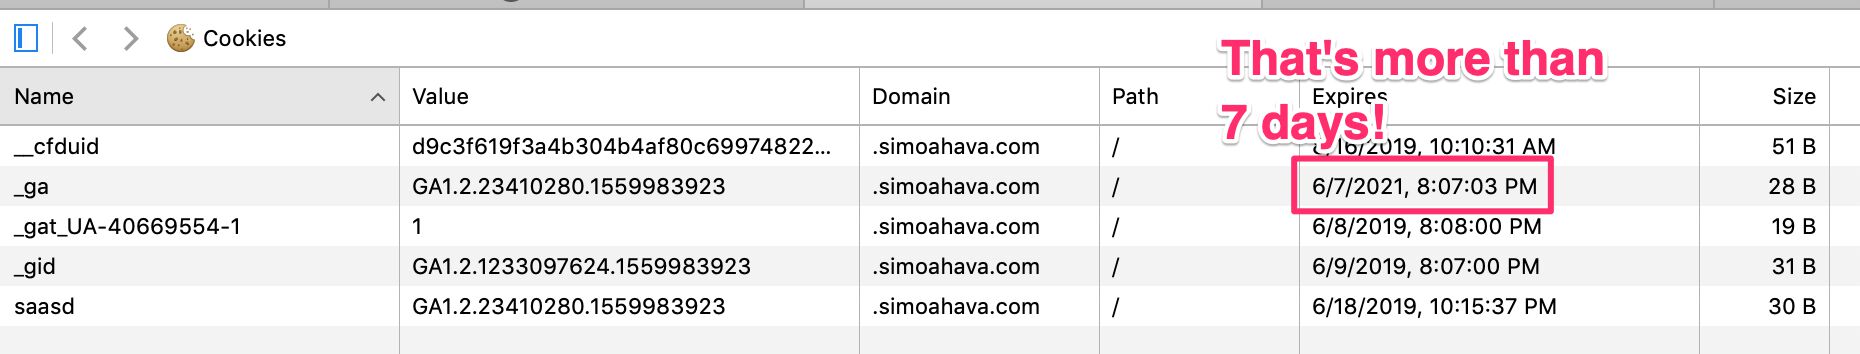 Cookies
That's more than
7 days!
Name Value Domain Path Expires Size
__cfduid d9c3f619f3a4b304b4af80c69974822... .simoahava.com / 10:10:31 AM 51 B
_ga GA1.2.23410280.1559983923 .simoahava.com / 6/7/2021, 8:07:03 PM 28 B
_gat_UA-40669554-1 1 .simoahava.com / 6/8/2019, 8:08:00 PM 19 B
_gid GA1.2.1233097624.1559983923 .simoahava.com / 6/9/2019, 8:07:00 PM 31 B
saasd GA1.2.23410280.1559983923 .simoahava.com / 6/18/2019, 10:15:37 PM 30 B